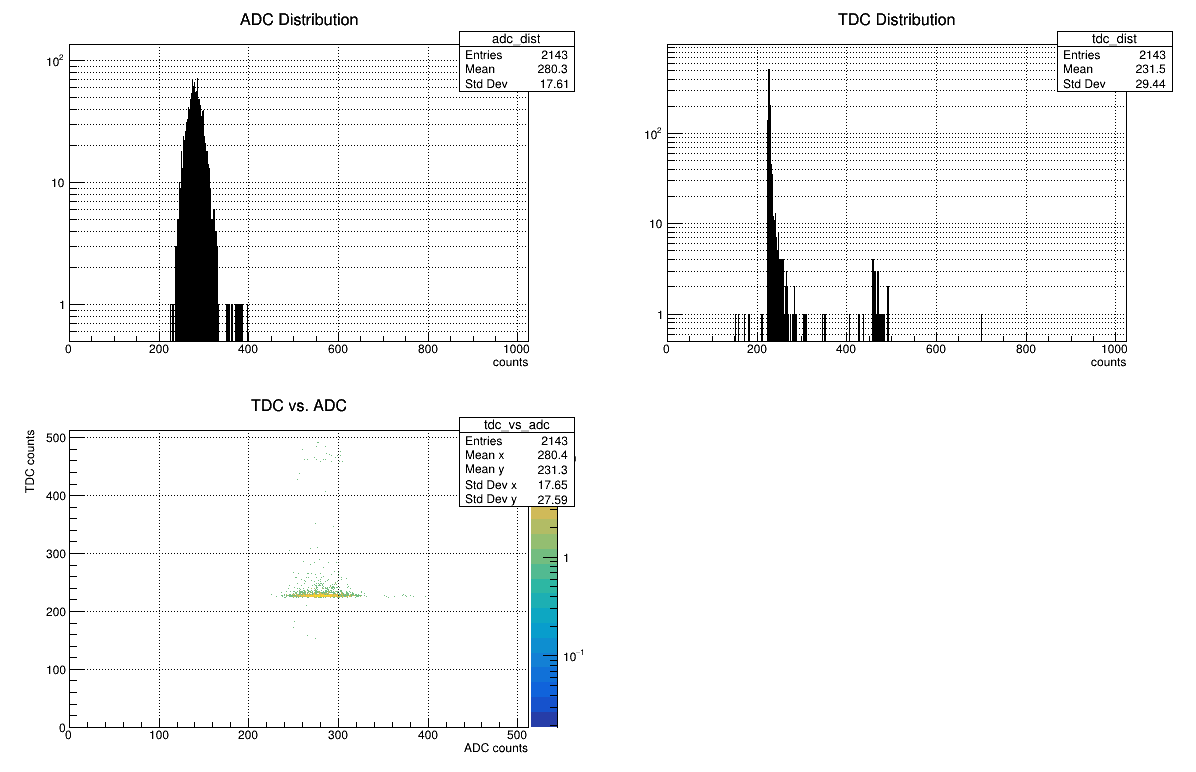 ADC Distribution
adc_dist
Entries 2143
Mean 280.3
Std Dev 17.61
10²
10
1
0 200 400 600 800 1000
counts
TDC Distribution
tdc_dist
Entries 2143
Mean 231.5
Std Dev 29.44
10²
10
1
0 200 400 600 800 1000
counts
TDC vs. ADC
tdc_vs_adc
Entries 2143
Mean x 280.4
Mean y 231.3
Std Dev x 17.65
Std Dev y 27.59
TDC counts
500
400
300
200
100
0
0 100 200 300 400 500
ADC counts
1
10⁻¹